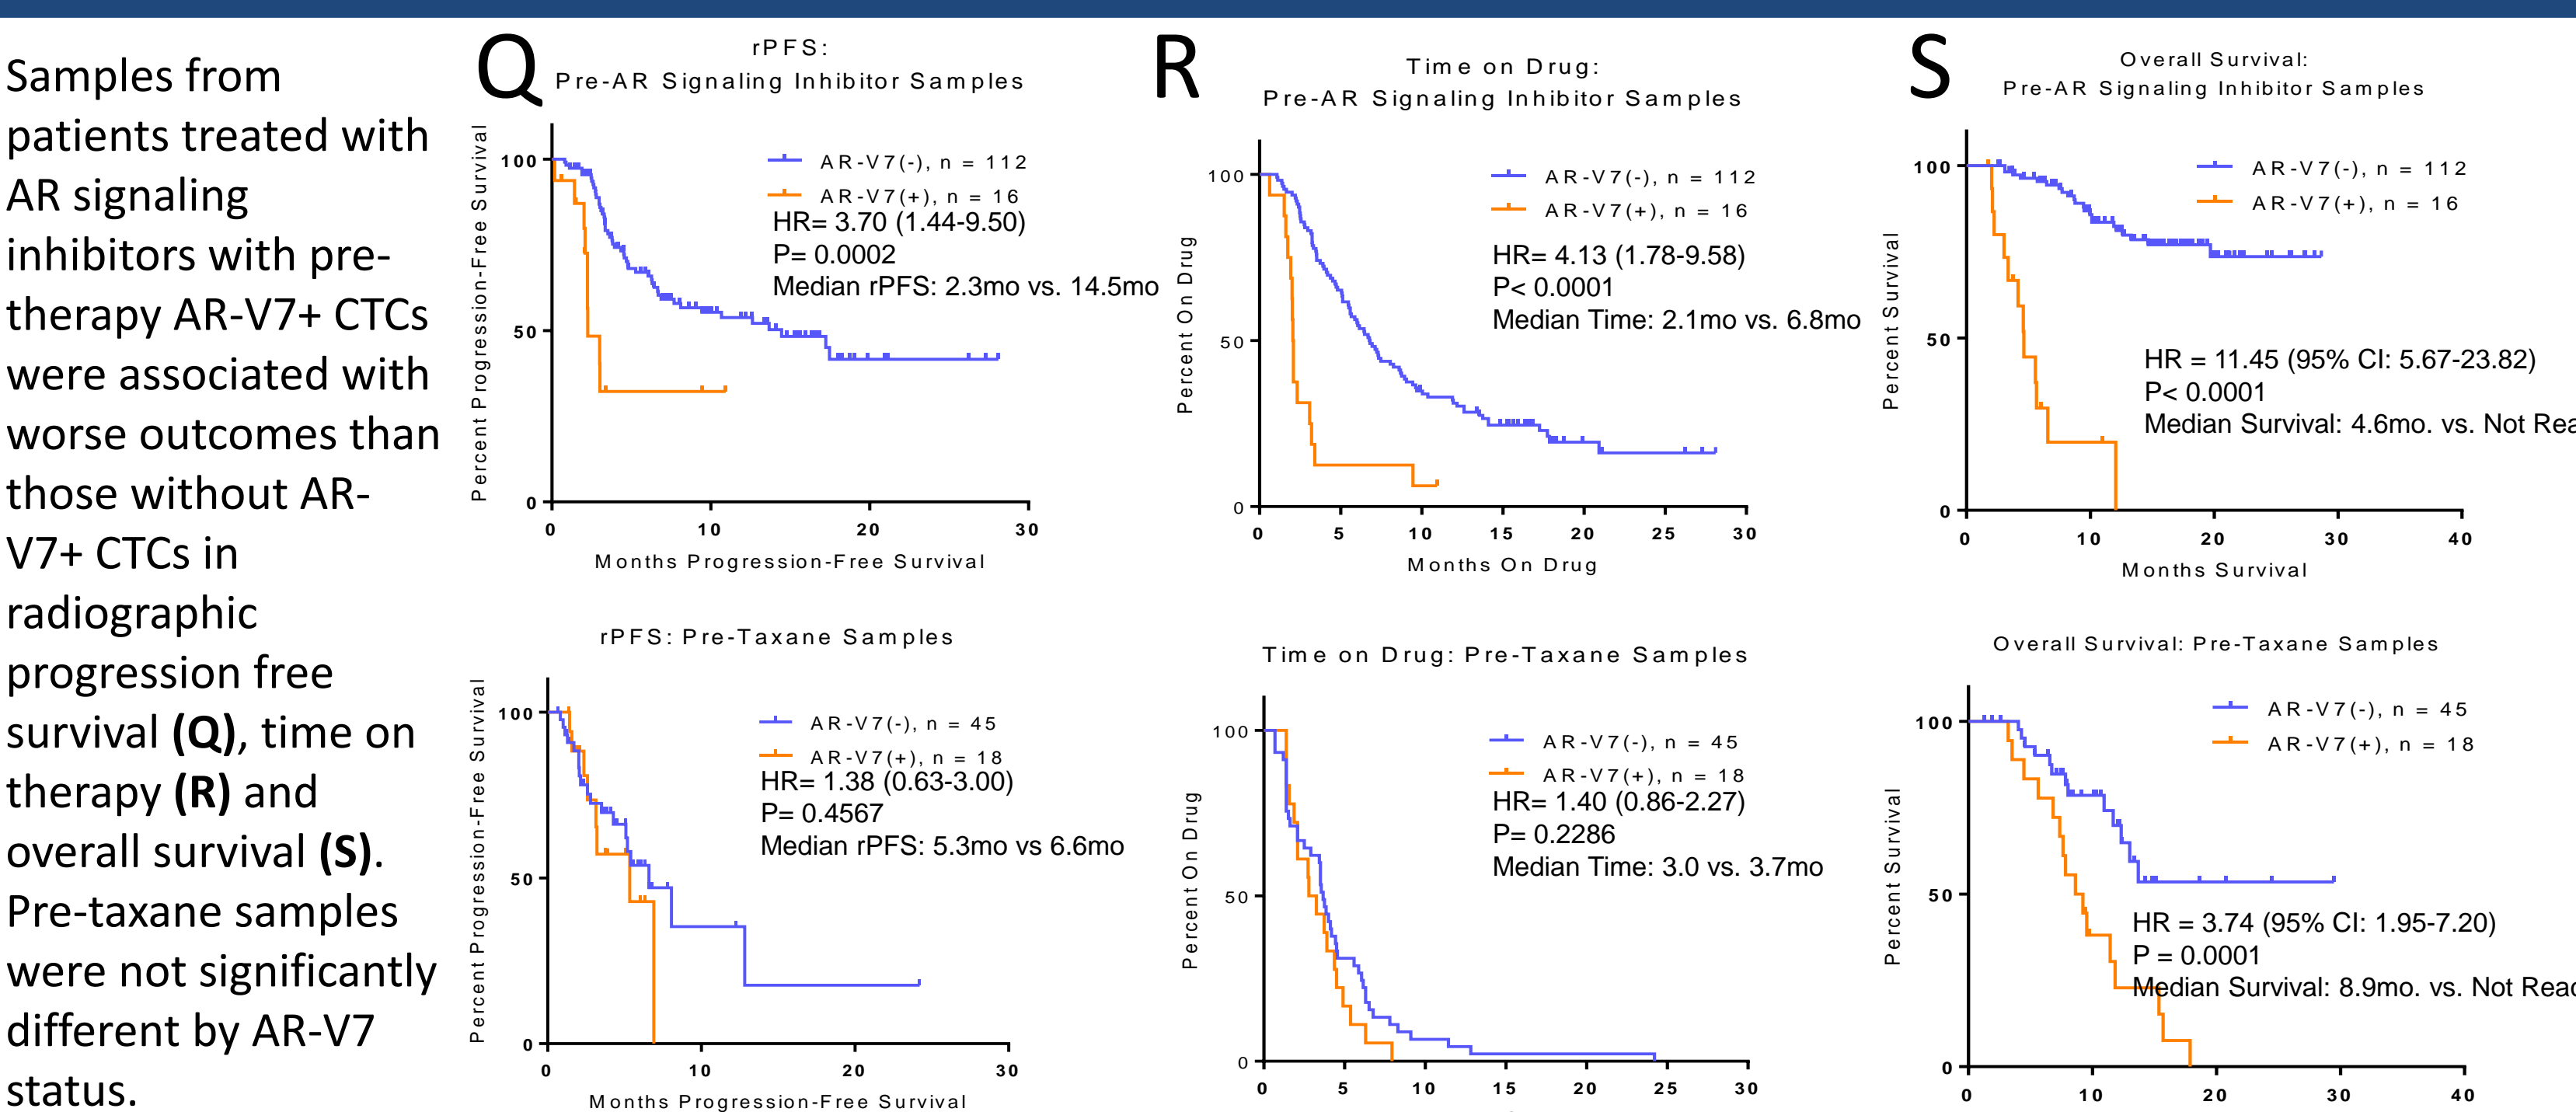 Samples from
patients treated with
AR signaling
inhibitors with pre-
therapy AR-V7+ CTCs
were associated with
worse outcomes than
those without AR-
V7+ CTCs in
radiographic
progression free
survival (Q), time on
therapy (R) and
overall survival (S).
Pre-taxane samples
were not significantly
different by AR-V7
status.
Q
rPFS:
Pre-AR Signaling Inhibitor Samples
Percent Progression-Free Survival
100
50
0
AR-V7(-), n = 112
AR-V7(+), n = 16
HR= 3.70 (1.44-9.50)
P= 0.0002
Median rPFS: 2.3mo vs. 14.5mo
0 10 20 30
Months Progression-Free Survival
R
Time on Drug:
Pre-AR Signaling Inhibitor Samples
Percent On Drug
100
50
0
AR-V7(-), n = 112
AR-V7(+), n = 16
HR= 4.13 (1.78-9.58)
P< 0.0001
Median Time: 2.1mo vs. 6.8mo
0 5 10 15 20 25 30
Months On Drug
S
Overall Survival:
Pre-AR Signaling Inhibitor Samples
Percent Survival
100
50
0
AR-V7(-), n = 112
AR-V7(+), n = 16
HR = 11.45 (95% CI: 5.67-23.82)
P< 0.0001
Median Survival: 4.6mo. vs. Not Rea
0 10 20 30 40
Months Survival
rPFS: Pre-Taxane Samples
Percent Progression-Free Survival
100
50
0
AR-V7(-), n = 45
AR-V7(+), n = 18
HR= 1.38 (0.63-3.00)
P= 0.4567
Median rPFS: 5.3mo vs 6.6mo
0 10 20 30
Months Progression-Free Survival
Time on Drug: Pre-Taxane Samples
Percent On Drug
100
50
0
AR-V7(-), n = 45
AR-V7(+), n = 18
HR= 1.40 (0.86-2.27)
P= 0.2286
Median Time: 3.0 vs. 3.7mo
0 5 10 15 20 25 30
Overall Survival: Pre-Taxane Samples
Percent Survival
100
50
0
AR-V7(-), n = 45
AR-V7(+), n = 18
HR = 3.74 (95% CI: 1.95-7.20)
P = 0.0001
Median Survival: 8.9mo. vs. Not Reac
0 10 20 30 40